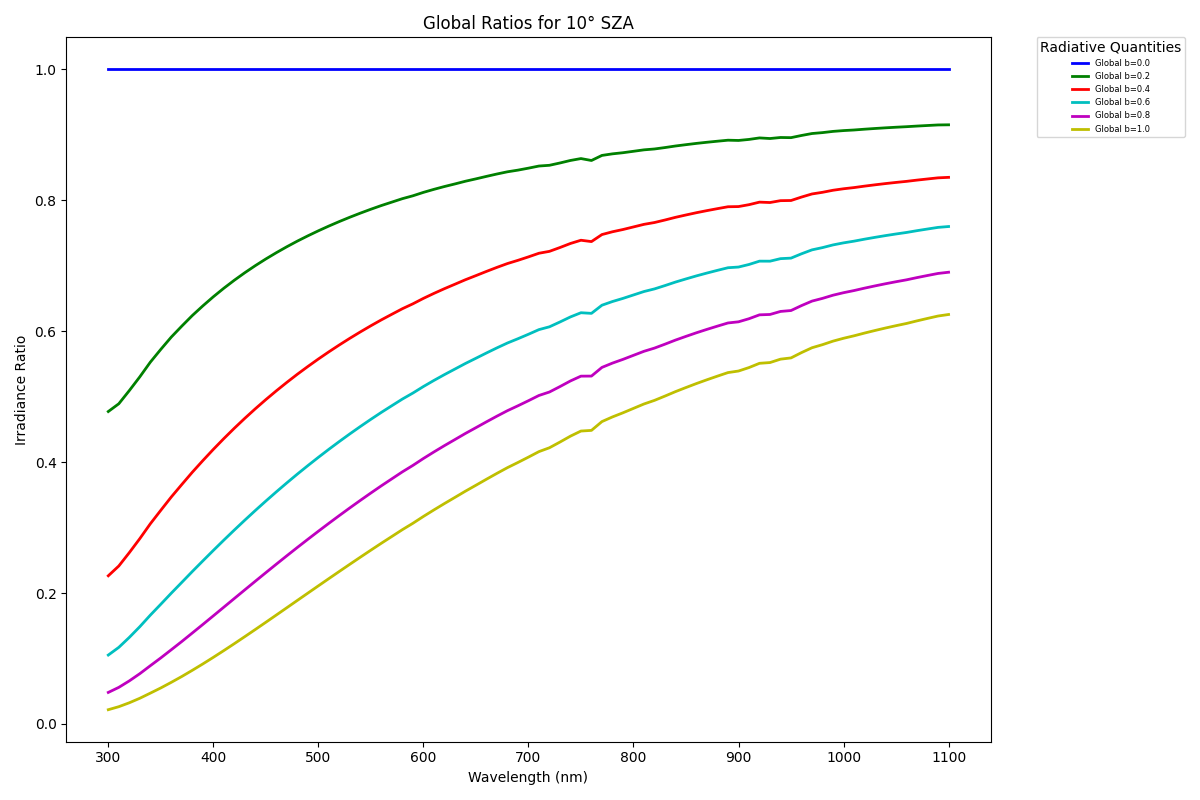 Global Ratios for 10° SZA
Radiative Quantities
Global b=0.0
Global b=0.2
Global b=0.4
Global b=0.6
Global b=0.8
Global b=1.0
Irradiance Ratio
1.0
0.8
0.6
0.4
0.2
0.0
300 400 500 600 700 800 900 1000 1100
Wavelength (nm)